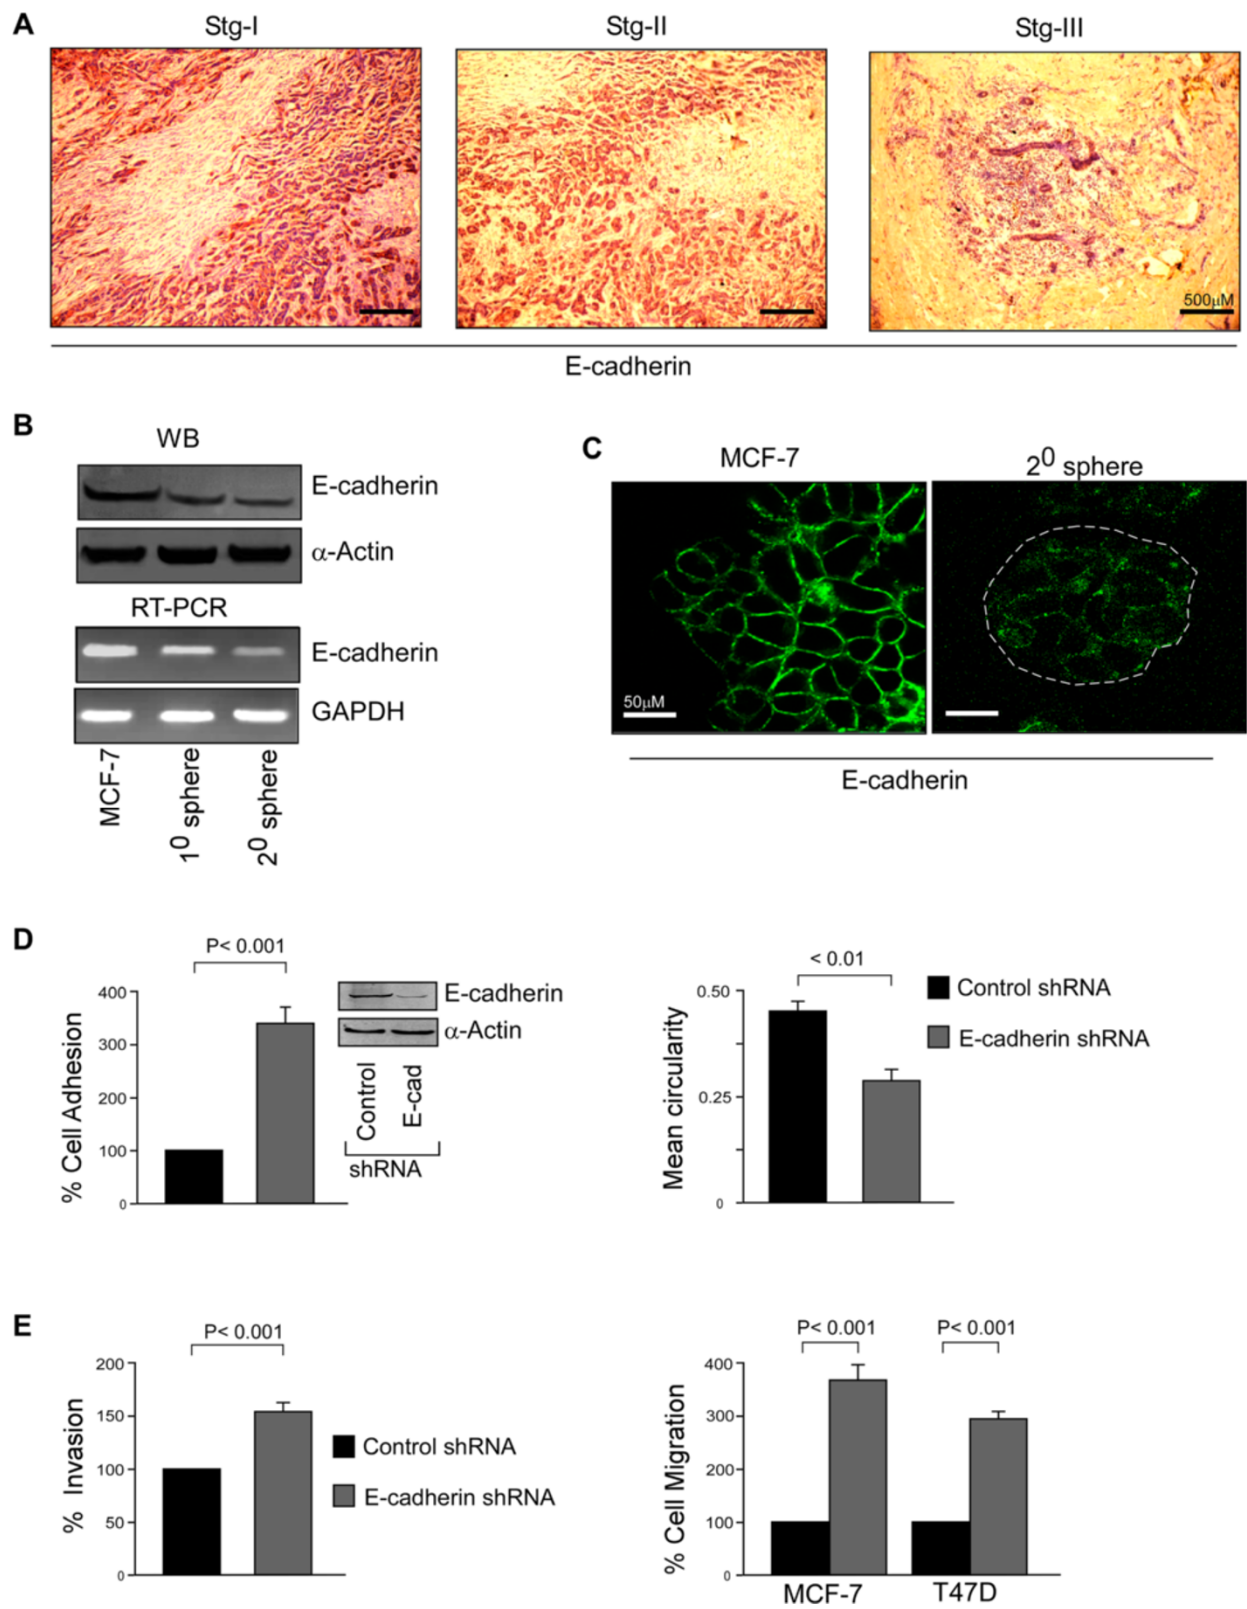 A
Stg-I
Stg-II
Stg-III
500µM
E-cadherin
B
WB
E-cadherin
α-Actin
RT-PCR
E-cadherin
GAPDH
MCF-7
1⁰ sphere
2⁰ sphere
C
MCF-7
2⁰ sphere
50µM
E-cadherin
D
P< 0.001
400
300
200
100
0
% Cell Adhesion
E-cadherin
α-Actin
Control
E-cad
shRNA
< 0.01
0.50
0.25
0
Mean circularity
Control shRNA
E-cadherin shRNA
E
P< 0.001
200
150
100
50
0
% Invasion
Control shRNA
E-cadherin shRNA
P< 0.001
P< 0.001
400
300
200
100
0
% Cell Migration
MCF-7
T47D